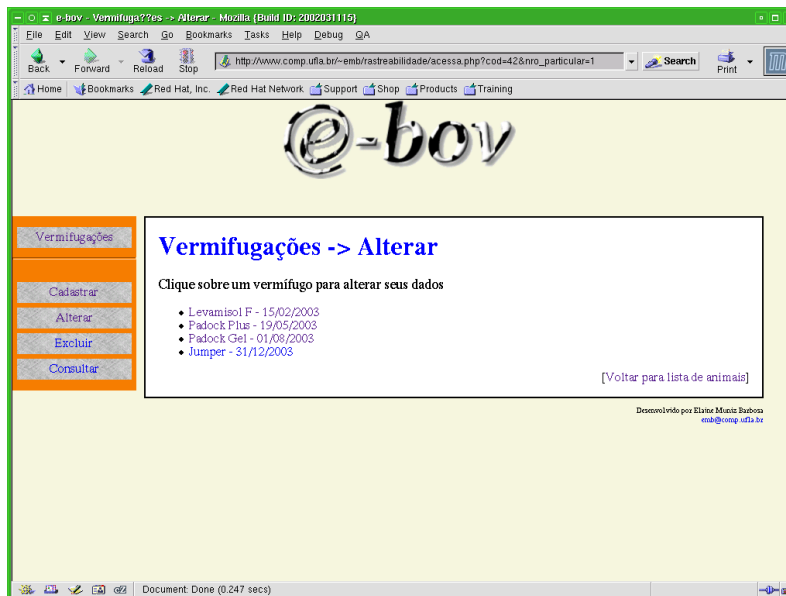 e-bov - Vermifuga??es -> Alterar - Mozilla {Build ID: 2002031115}
File Edit View Search Go Bookmarks Tasks Help Debug QA
Back Forward Reload Stop http://www.comp.ufla.br/~emb/rastreabilidade/acessa.php?cod=42&nro_particular=1 Search Print
Home Bookmarks Red Hat, Inc. Red Hat Network Support Shop Products Training
e-bov
Vermifugações
Cadastrar
Alterar
Excluir
Consultar
Vermifugações -> Alterar
Clique sobre um vermífugo para alterar seus dados
Levamisol F - 15/02/2003
Padock Plus - 19/05/2003
Padock Gel - 01/08/2003
Jumper - 31/12/2003
[Voltar para lista de animais]
Desenvolvido por Elaine Muniz Barbosa
emb@comp.ufla.br
Document: Done (0.247 secs)